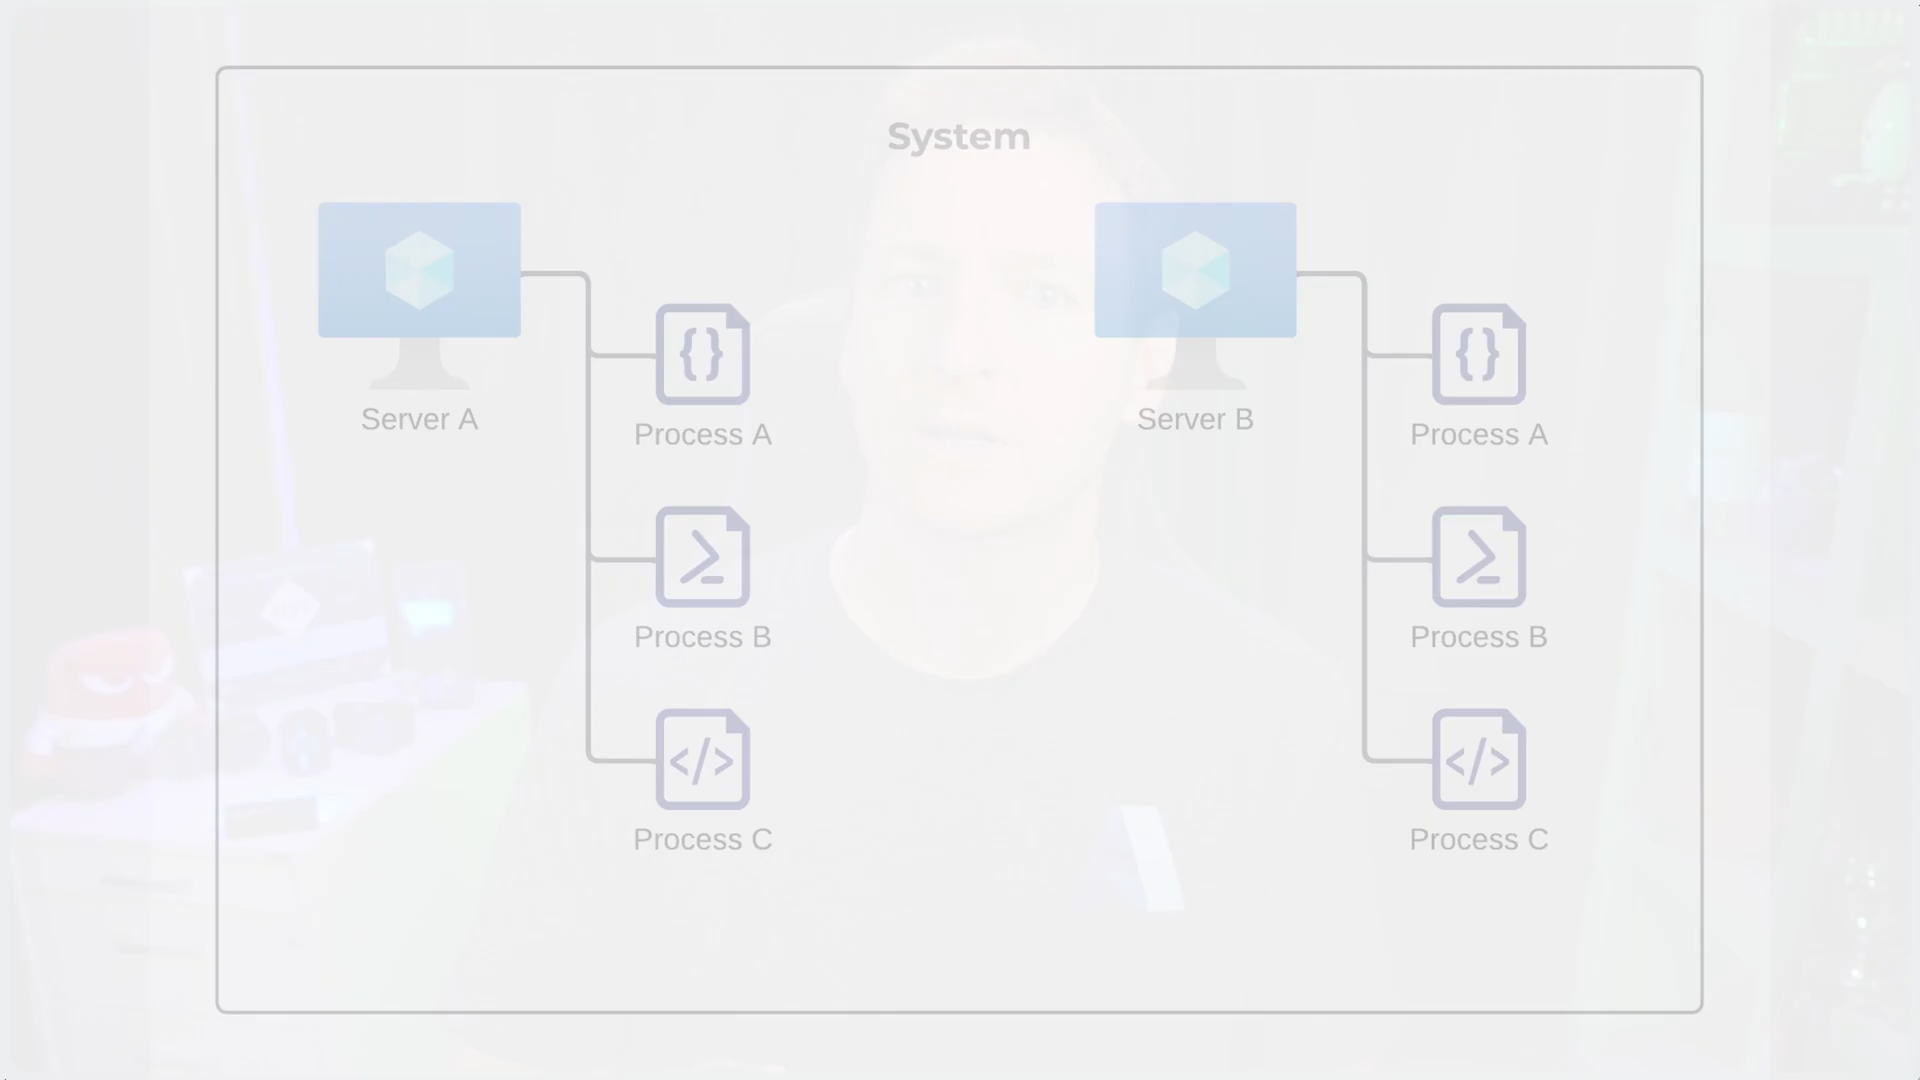 System
Server A
Process A
Process B
Process C
Server B
Process A
Process B
Process C